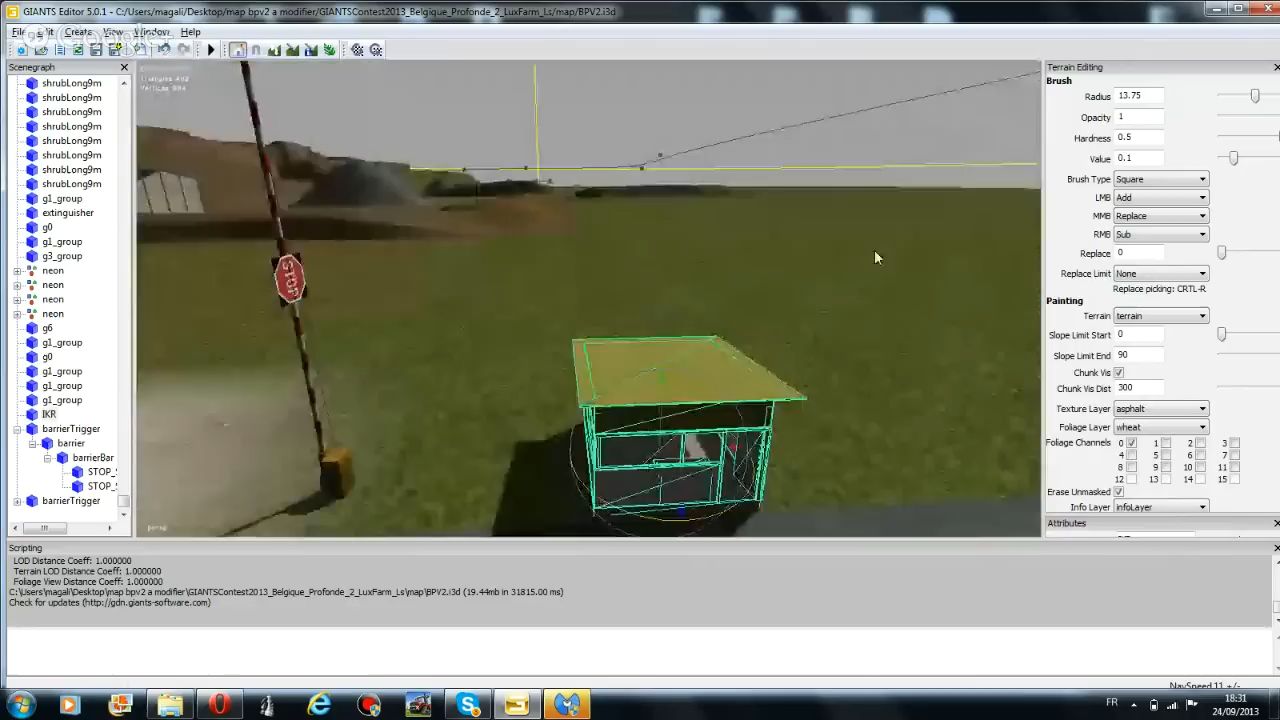 GIANTS Editor 5.0.1 - C:/Users/magali/Desktop/map bpv2 a modifier/GIANTSContest2013_Belgique_Profonde_2_LuxFarm_Ls/map/BPV2.i3d
File Edit Create View Window Help
Scenegraph
shrubLong9m
shrubLong9m
shrubLong9m
shrubLong9m
shrubLong9m
shrubLong9m
shrubLong9m
shrubLong9m
g1_group
extinguisher
g0
g1_group
g3_group
neon
neon
neon
neon
g6
g1_group
g0
g1_group
g1_group
g1_group
IKR
barrierTrigger
barrier
barrierBar
STOP_
STOP_
barrierTrigger
STOP
persp
Terrain Editing
Brush
Radius 13.75
Opacity 1
Hardness 0.5
Value 0.1
Brush Type Square
LMB Add
MMB Replace
RMB Sub
Replace 0
Replace Limit None
Replace picking: CRTL-R
Painting
Terrain terrain
Slope Limit Start 0
Slope Limit End 90
Chunk Vis
Chunk Vis Dist 300
Texture Layer asphalt
Foliage Layer wheat
Foliage Channels 0 1 2 3
4 5 6 7
8 9 10 11
12 13 14 15
Erase Unmasked
Info Layer infoLayer
Attributes
Scripting
LOD Distance Coeff: 1.000000
Terrain LOD Distance Coeff: 1.000000
Foliage View Distance Coeff: 1.000000
C:\Users\magali\Desktop\map bpv2 a modifier\GIANTSContest2013_Belgique_Profonde_2_LuxFarm_Ls\map\BPV2.i3d (19.44mb in 31815.00 ms)
Check for updates (http://gdn.giants-software.com)
NavSpeed 11 +/-
FR
18:31
24/09/2013